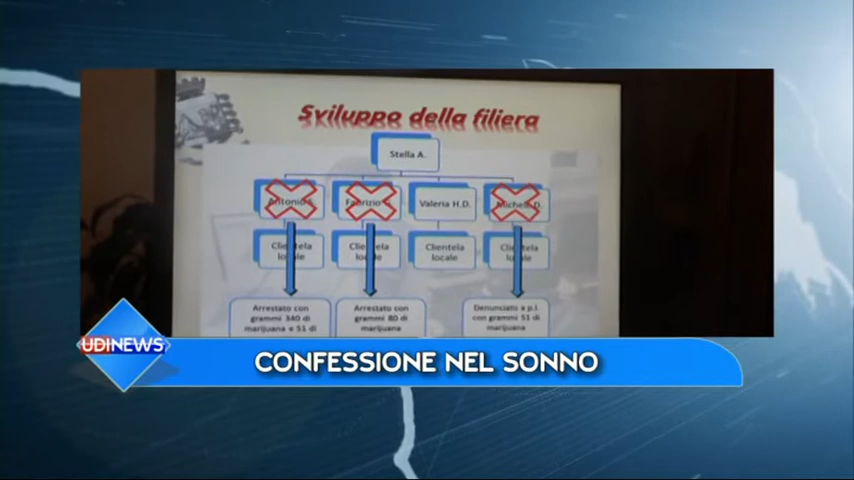 Sviluppo della filiera
Stella A.
Antonio S.
Fabrizio
Valeria H.D.
Michele D.
Clientela
locale
Clientela
locale
Clientela
locale
Clientela
locale
Arrestato con
grammi 340 di
marijuana e 51 di
Arrestato con
grammi 80 di
marijuana
Denunciato a p.l.
con grammi 51 di
marijuana
UDINEWS
CONFESSIONE NEL SONNO